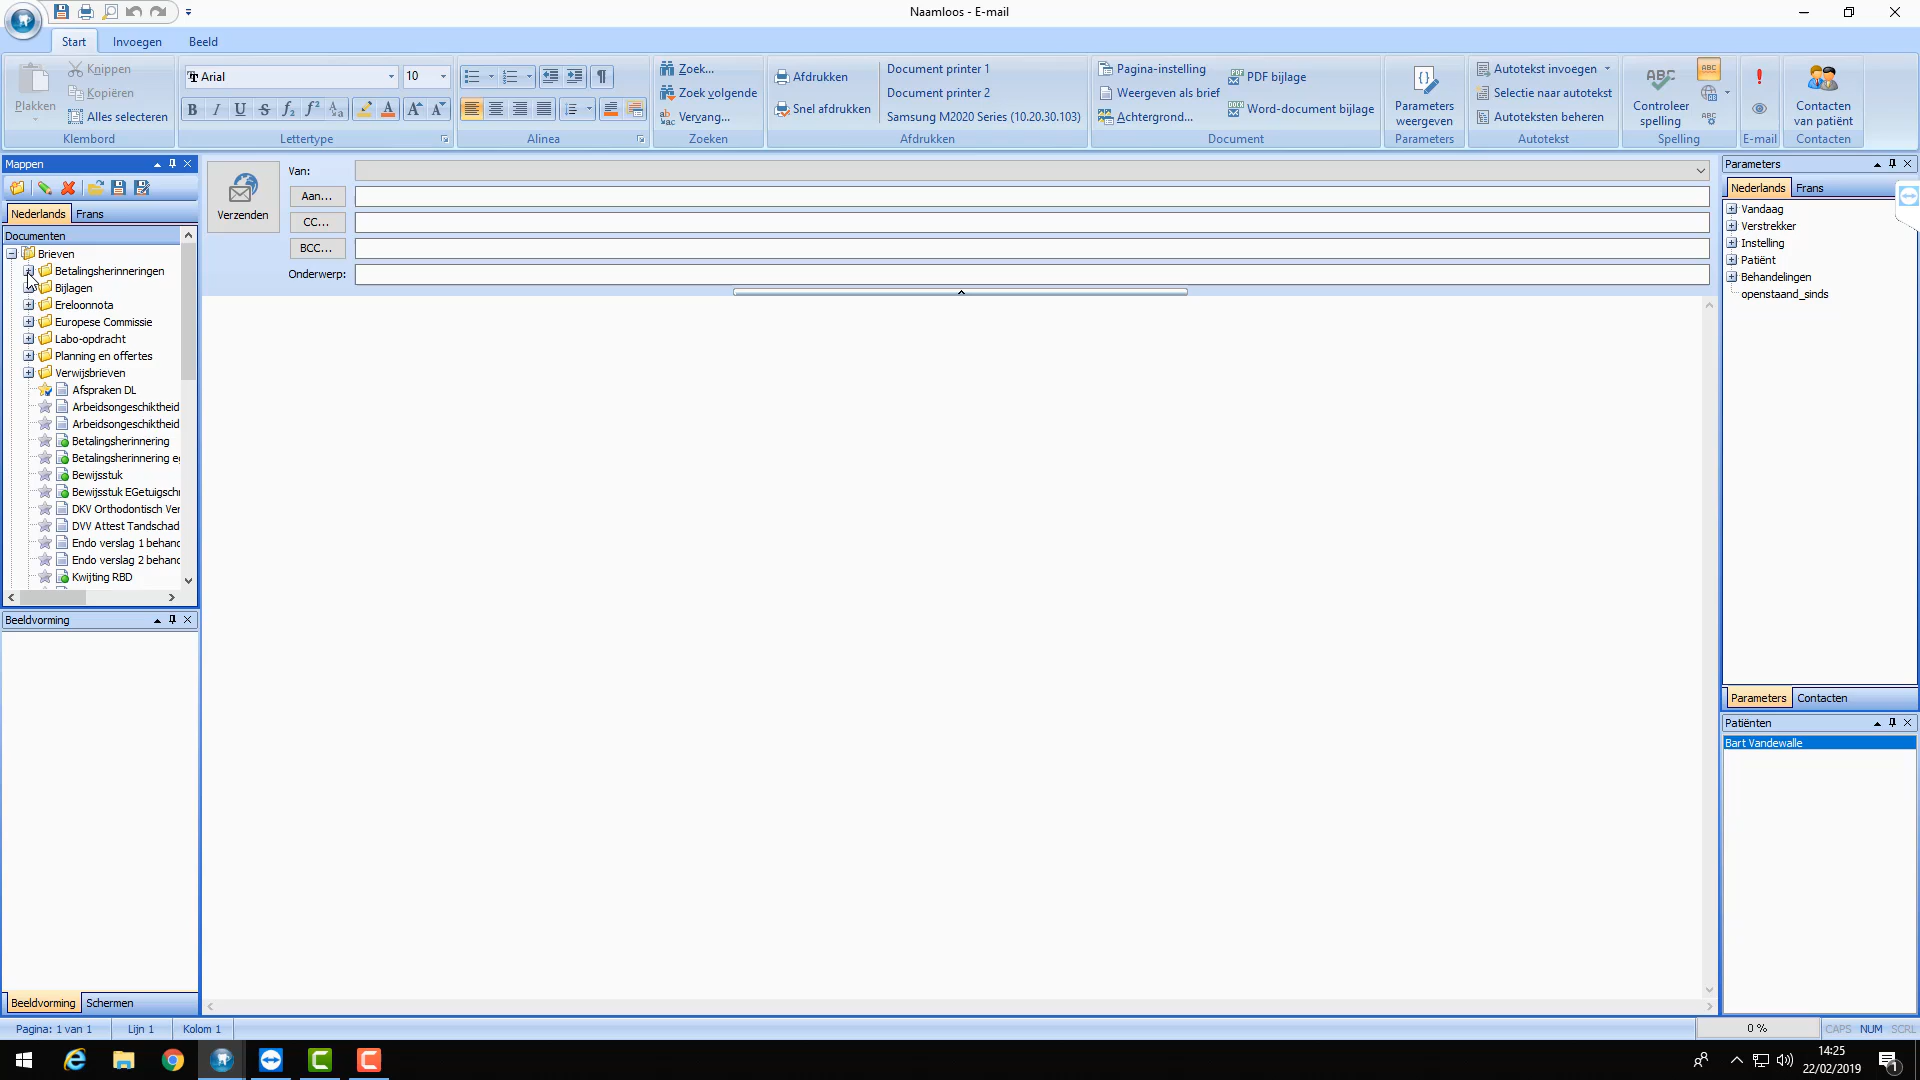 Naamloos - E-mail
Start Invoegen Beeld
Plakken
Knippen
Kopiëren
Alles selecteren
Klembord
Arial 10
Lettertype
Alinea
Zoek...
Zoek volgende
Vervang...
Zoeken
Afdrukken
Snel afdrukken
Document printer 1
Document printer 2
Samsung M2020 Series (10.20.30.103)
Afdrukken
Pagina-instelling
Weergeven als brief
Achtergrond...
PDF bijlage
Word-document bijlage
Document
Parameters
weergeven
Parameters
Autotekst invoegen
Selectie naar autotekst
Autoteksten beheren
Autotekst
Controleer
spelling
Spelling
E-mail
Contacten
van patiënt
Contacten
Mappen
Nederlands Frans
Documenten
Brieven
Betalingsherinneringen
Bijlagen
Ereloonnota
Europese Commissie
Labo-opdracht
Planning en offertes
Verwijsbrieven
Afspraken DL
Arbeidsongeschiktheid
Arbeidsongeschiktheid
Betalingsherinnering
Betalingsherinnering e
Bewijsstuk
Bewijsstuk EGetuigsch
DKV Orthodontisch Ver
DVV Attest Tandschad
Endo verslag 1 behand
Endo verslag 2 behand
Kwijting RBD
Beeldvorming
Beeldvorming Schermen
Verzenden
Van:
Aan...
CC...
BCC...
Onderwerp:
Parameters
Nederlands Frans
Vandaag
Verstrekker
Instelling
Patiënt
Behandelingen
openstaand_sinds
Parameters Contacten
Patiënten
Bart Vandewalle
Pagina: 1 van 1 Lijn 1 Kolom 1
0 % CAPS NUM SCRL
14:25
22/02/2019
1